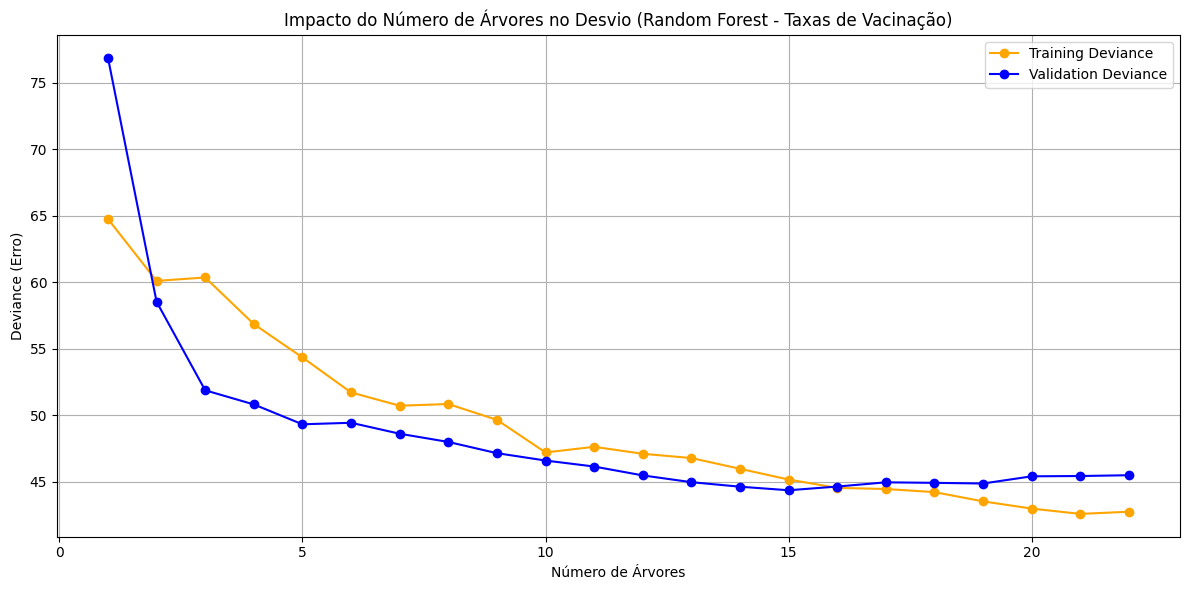 Impacto do Número de Árvores no Desvio (Random Forest - Taxas de Vacinação)
Training Deviance
Validation Deviance
Deviance (Erro)
75
70
65
60
55
50
45
0
5
10
15
20
Número de Árvores